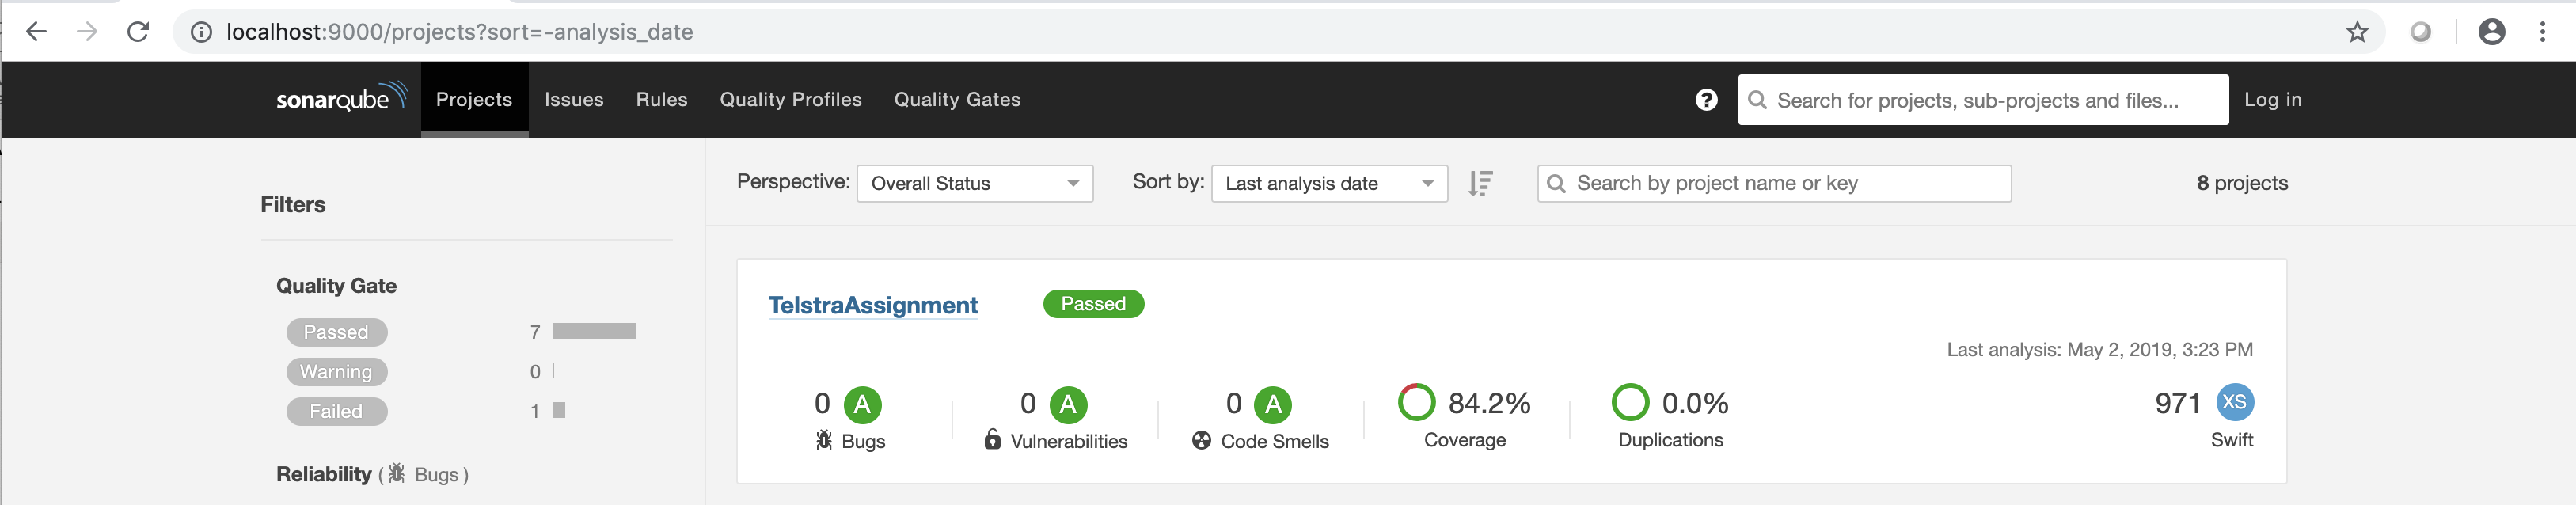 localhost:9000/projects?sort=-analysis_date
sonarqube Projects Issues Rules Quality Profiles Quality Gates Search for projects, sub-projects and files... Log in
Perspective: Overall Status Sort by: Last analysis date Search by project name or key 8 projects
Filters
Quality Gate
Passed 7
Warning 0
Failed 1
Reliability ( Bugs )
TelstraAssignment Passed
Last analysis: May 2, 2019, 3:23 PM
0 A 0 A 0 A 84.2% 0.0% 971 XS
Bugs Vulnerabilities Code Smells Coverage Duplications Swift